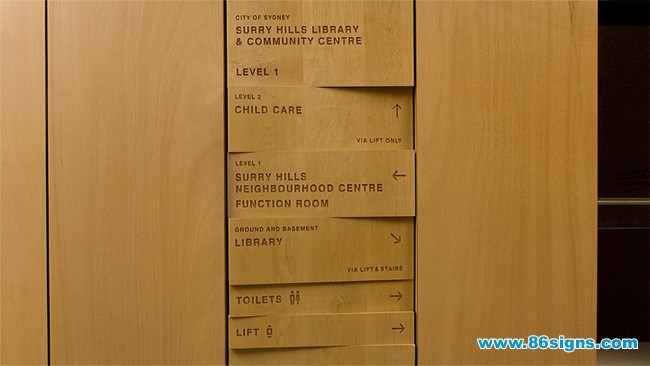 CITY OF SYDNEY
SURRY HILLS LIBRARY
& COMMUNITY CENTRE
LEVEL 1
LEVEL 2
CHILD CARE ↑
VIA LIFT ONLY
LEVEL 1
SURRY HILLS ←
NEIGHBOURHOOD CENTRE
FUNCTION ROOM
GROUND AND BASEMENT
LIBRARY ↘
VIA LIFT & STAIRS
TOILETS →
LIFT →
www.86signs.com